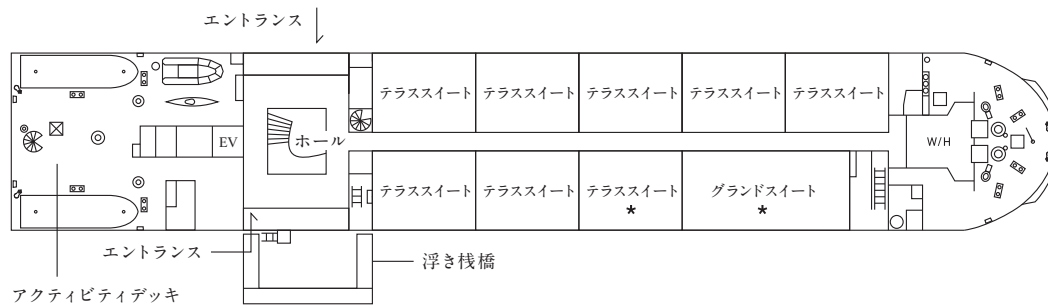 エントランス
テラススイート
テラススイート
テラススイート
テラススイート
テラススイート
EV
ホール
W/H
テラススイート
テラススイート
テラススイート
*
グランドスイート
*
エントランス
浮き桟橋
アクティビティデッキ